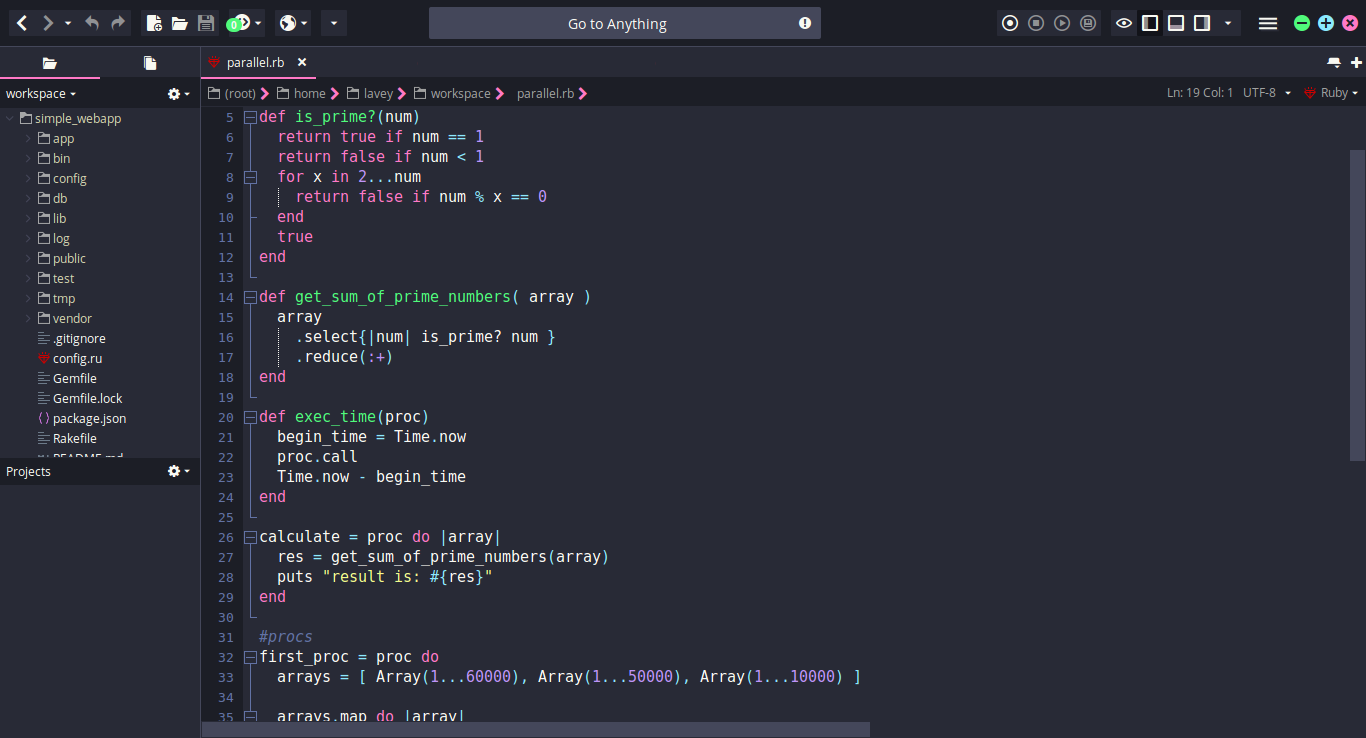 Go to Anything
0
parallel.rb
workspace
(root) home lavey workspace parallel.rb
Ln: 19 Col: 1 UTF-8 Ruby
simple_webapp
app
bin
config
db
lib
log
public
test
tmp
vendor
.gitignore
config.ru
Gemfile
Gemfile.lock
package.json
Rakefile
README.md
Projects
5 def is_prime?(num)
6   return true if num == 1
7   return false if num < 1
8   for x in 2...num
9     return false if num % x == 0
10   end
11   true
12 end
13
14 def get_sum_of_prime_numbers( array )
15   array
16     .select{|num| is_prime? num }
17     .reduce(:+)
18 end
19
20 def exec_time(proc)
21   begin_time = Time.now
22   proc.call
23   Time.now - begin_time
24 end
25
26 calculate = proc do |array|
27   res = get_sum_of_prime_numbers(array)
28   puts "result is: #{res}"
29 end
30
31 #procs
32 first_proc = proc do
33   arrays = [ Array(1...60000), Array(1...50000), Array(1...10000) ]
34
35   arrays.map do |array|